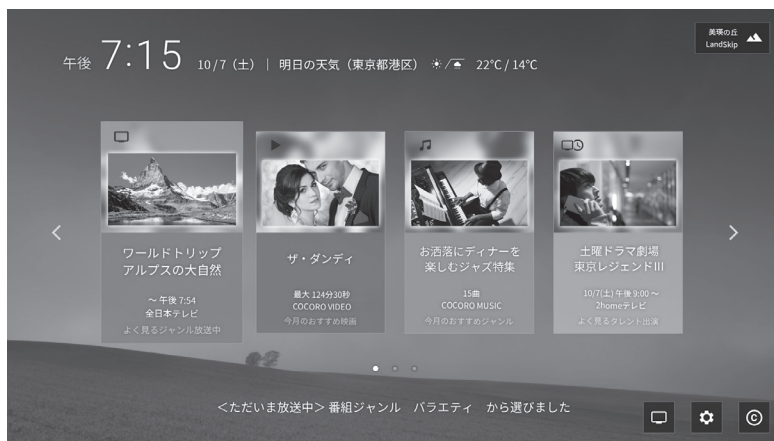 美瑛の丘
LandSkip
午後 7:15 10/7（土）｜ 明日の天気（東京都港区） 22℃ / 14℃
ワールドトリップ
アルプスの大自然
～ 午後 7:54
全日本テレビ
よく見るジャンル放送中
ザ・ダンディ
最大 124分30秒
COCORO VIDEO
今月のおすすめ映画
お洒落にディナーを
楽しむジャズ特集
15曲
COCORO MUSIC
今月のおすすめジャンル
土曜ドラマ劇場
東京レジェンドIII
10/7(土) 午後 9:00 ～
2homeテレビ
よく見るタレント出演
＜ただいま放送中＞ 番組ジャンル　バラエティ　から選びました